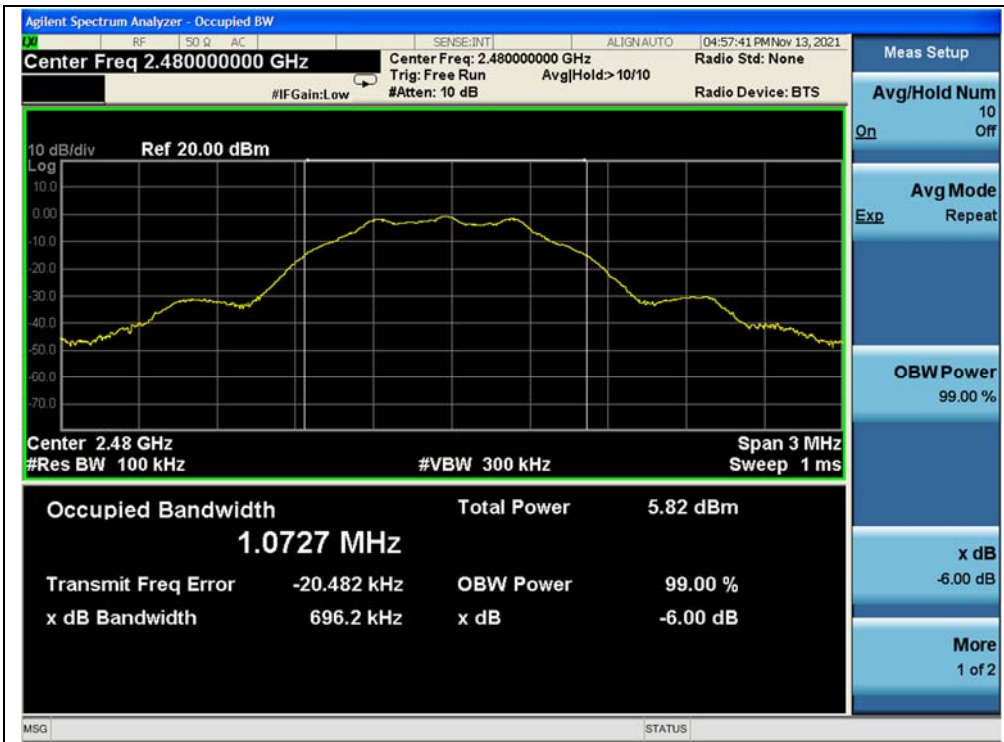 Agilent Spectrum Analyzer - Occupied BW
LXI RF 50 Ω AC SENSE:INT ALIGNAUTO 04:57:41 PM Nov 13, 2021
Center Freq 2.480000000 GHz
Center Freq: 2.480000000 GHz
Radio Std: None
Trig: Free Run Avg|Hold:> 10/10
#IFGain:Low
#Atten: 10 dB
Radio Device: BTS
10 dB/div Ref 20.00 dBm
Log
10.0
0.00
-10.0
-20.0
-30.0
-40.0
-50.0
-60.0
-70.0
Center 2.48 GHz Span 3 MHz
#Res BW 100 kHz #VBW 300 kHz Sweep 1 ms
Occupied Bandwidth Total Power 5.82 dBm
1.0727 MHz
Transmit Freq Error -20.482 kHz OBW Power 99.00 %
x dB Bandwidth 696.2 kHz x dB -6.00 dB
MSG STATUS
Meas Setup
Avg/Hold Num
10
On Off
Avg Mode
Exp Repeat
OBW Power
99.00 %
x dB
-6.00 dB
More
1 of 2